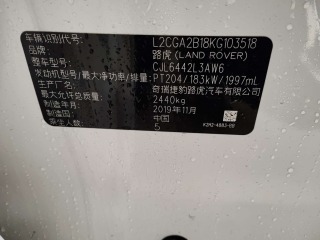 车辆识别代号: L2CGA2B18KG103518
品牌: 路虎 (LAND ROVER)
整车型号: CJL6442L3AW6
发动机型号/最大净功率/排量: PT204/183kW/1997mL
生产厂名: 奇瑞捷豹路虎汽车有限公司
最大允许总质量: 2440kg
制造年月: 2019年11月
制造国: 中国
乘坐人数: 5
K2H2-4883-DB